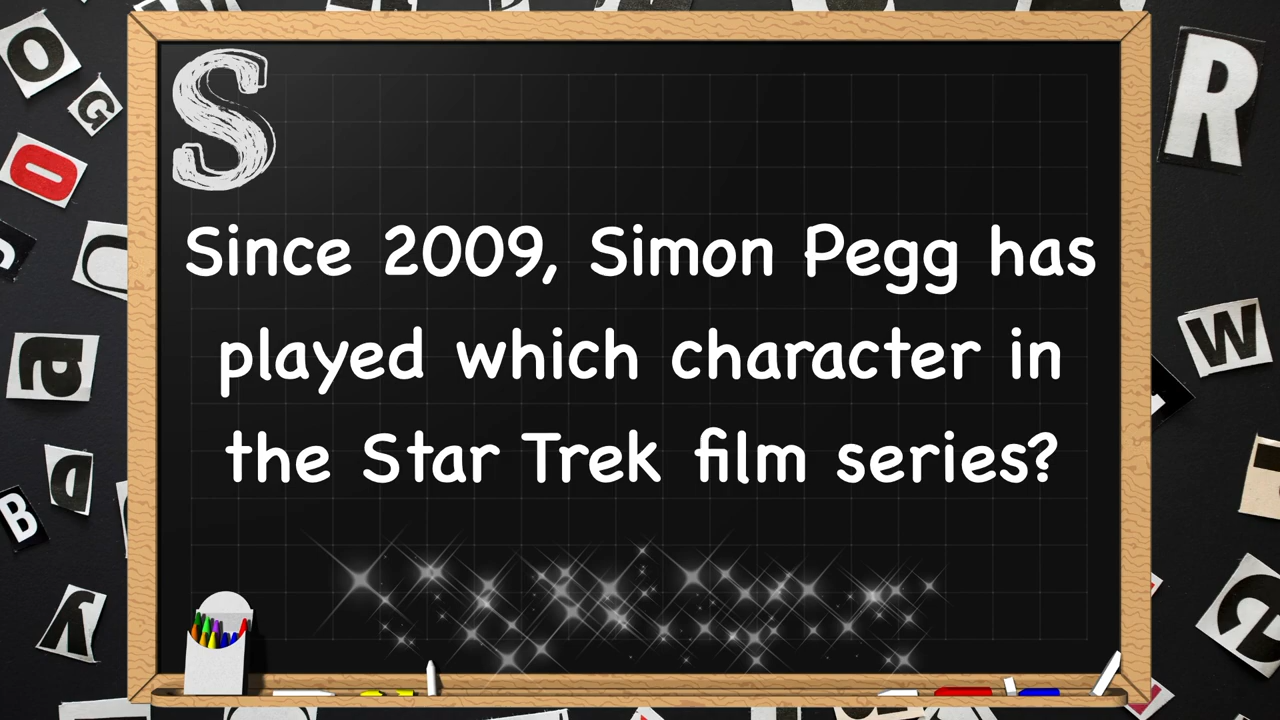 S
Since 2009, Simon Pegg has
played which character in
the Star Trek film series?
O
G
O
a
D
B
y
R
W